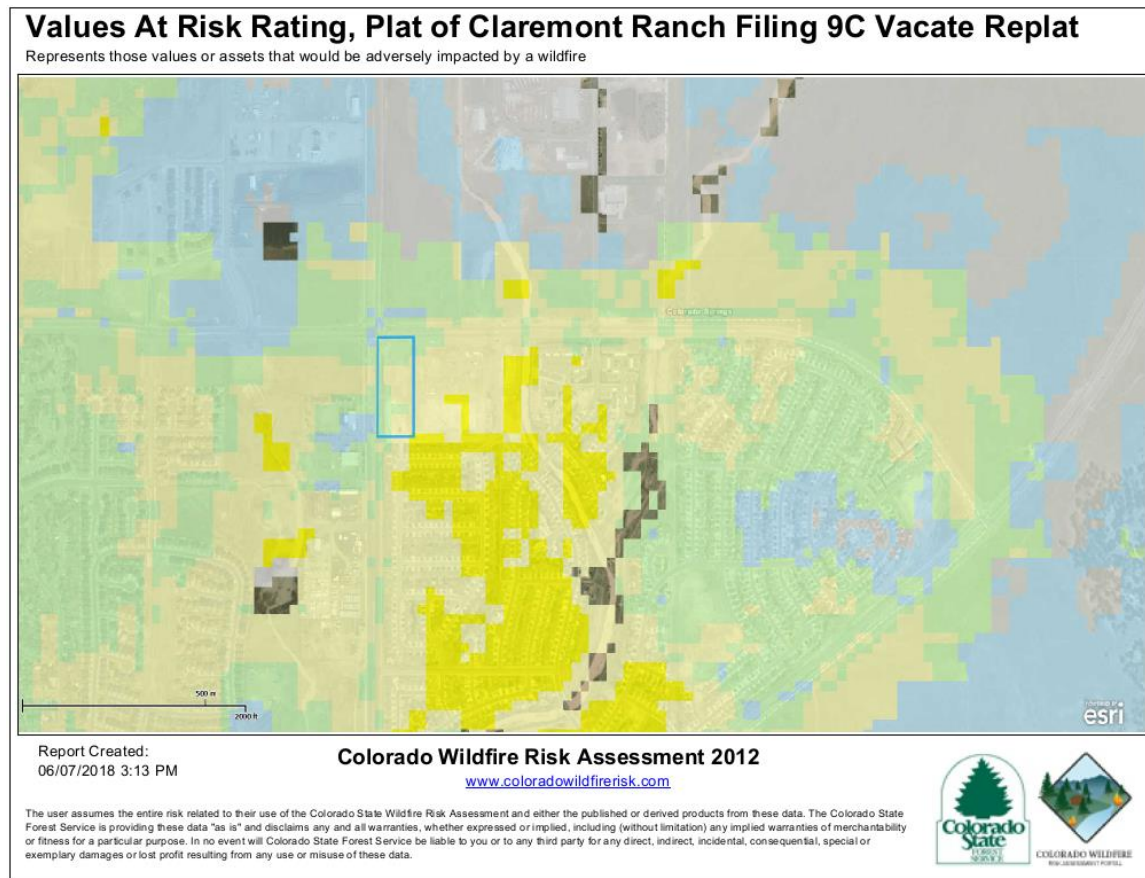 Values At Risk Rating, Plat of Claremont Ranch Filing 9C Vacate Replat
Represents those values or assets that would be adversely impacted by a wildfire
Colorado Springs
500 m
2000 ft
esri
Report Created:
06/07/2018 3:13 PM
Colorado Wildfire Risk Assessment 2012
www.coloradowildfirerisk.com
The user assumes the entire risk related to their use of the Colorado State Wildfire Risk Assessment and either the published or derived products from these data. The Colorado State
Forest Service is providing these data "as is" and disclaims any and all warranties, whether expressed or implied, including (without limitation) any implied warranties of merchantability
or fitness for a particular purpose. In no event will Colorado State Forest Service be liable to you or to any third party for any direct, indirect, incidental, consequential, special or
exemplary damages or lost profit resulting from any use or misuse of these data.
Colorado
State
FOREST
SERVICE
COLORADO WILDFIRE
RISK ASSESSMENT PORTAL